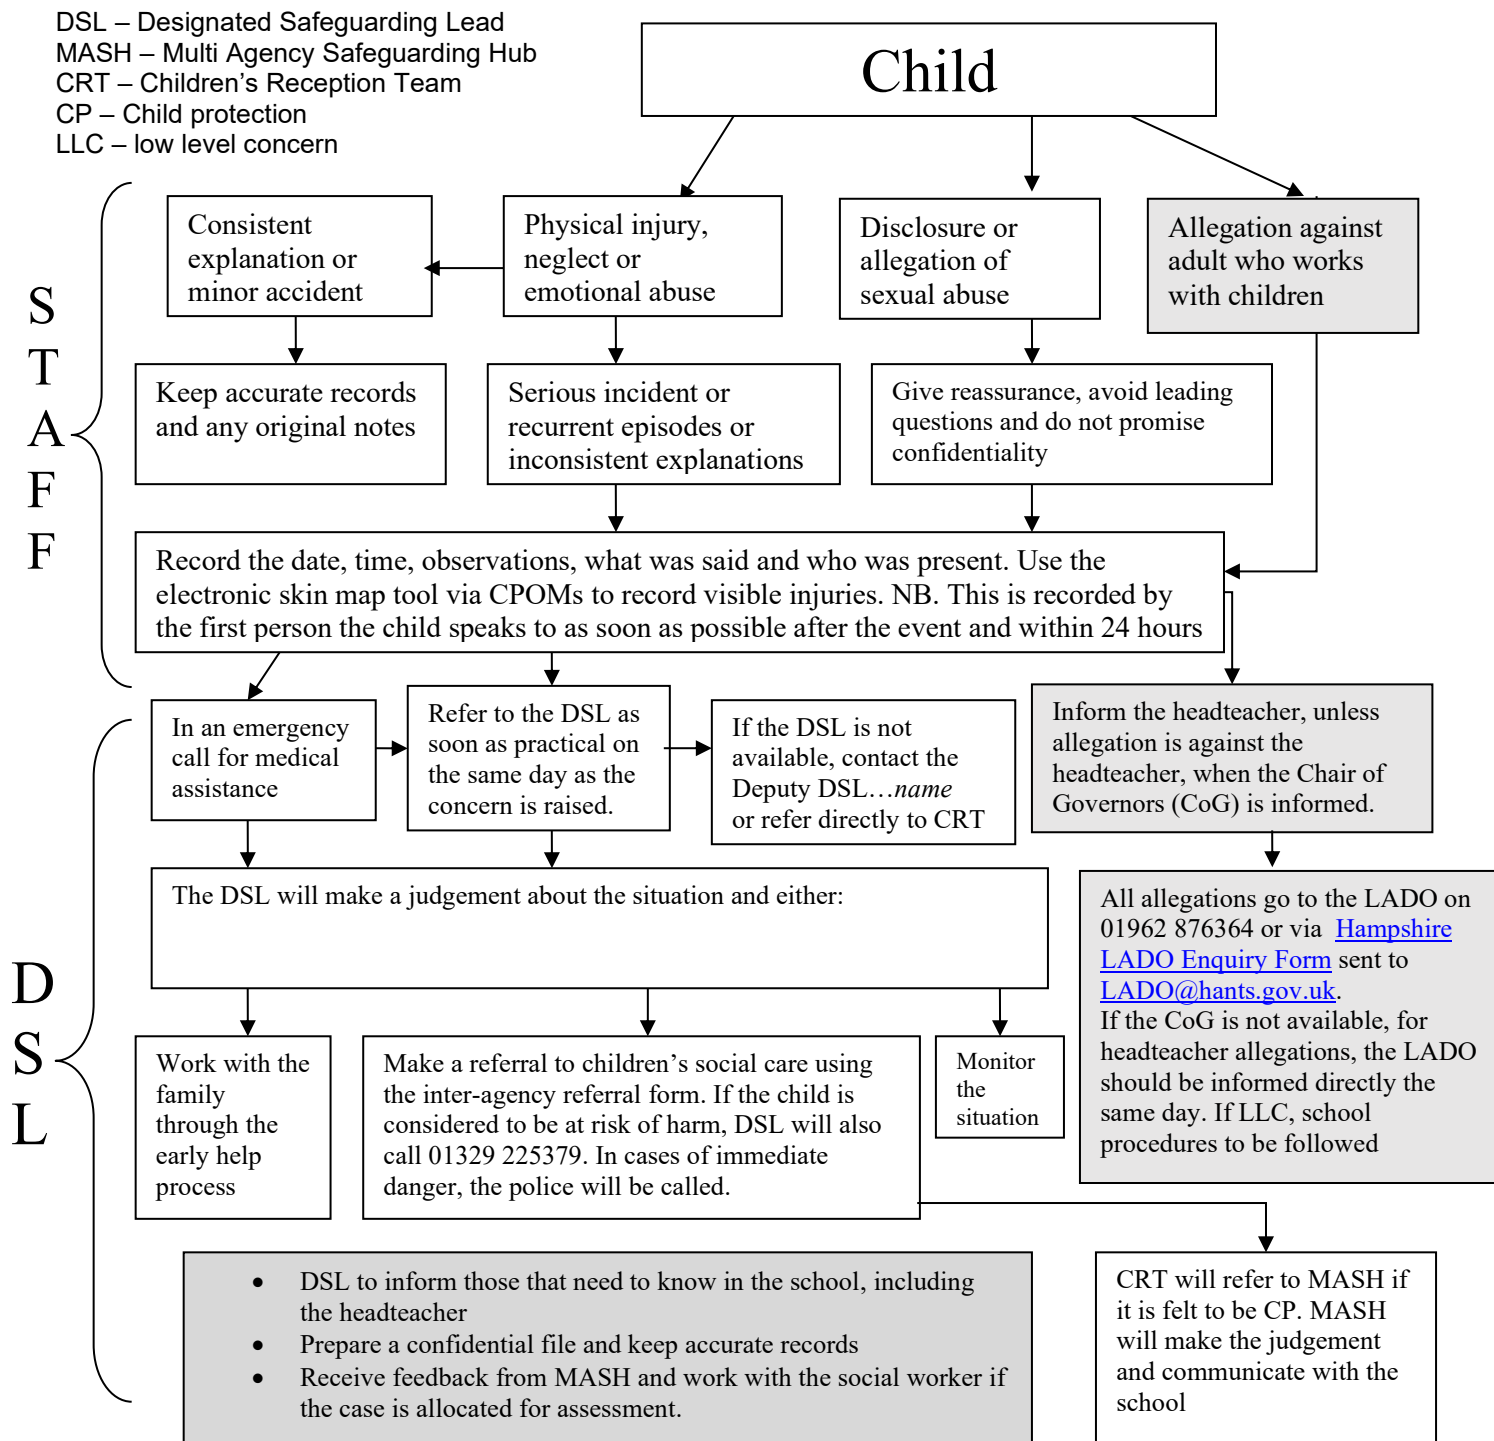 DSL – Designated Safeguarding Lead
MASH – Multi Agency Safeguarding Hub
CRT – Children’s Reception Team
CP – Child protection
LLC – low level concern
Child
S
T
A
F
F
Consistent
explanation or
minor accident
Physical injury,
neglect or
emotional abuse
Disclosure or
allegation of
sexual abuse
Allegation against
adult who works
with children
Keep accurate records
and any original notes
Serious incident or
recurrent episodes or
inconsistent explanations
Give reassurance, avoid leading
questions and do not promise
confidentiality
Record the date, time, observations, what was said and who was present. Use the
electronic skin map tool via CPOMs to record visible injuries. NB. This is recorded by
the first person the child speaks to as soon as possible after the event and within 24 hours
D
S
L
In an emergency
call for medical
assistance
Refer to the DSL as
soon as practical on
the same day as the
concern is raised.
If the DSL is not
available, contact the
Deputy DSL…name
or refer directly to CRT
Inform the headteacher, unless
allegation is against the
headteacher, when the Chair of
Governors (CoG) is informed.
The DSL will make a judgement about the situation and either:
All allegations go to the LADO on
01962 876364 or via Hampshire
LADO Enquiry Form sent to
LADO@hants.gov.uk.
If the CoG is not available, for
headteacher allegations, the LADO
should be informed directly the
same day. If LLC, school
procedures to be followed
Work with the
family
through the
early help
process
Make a referral to children’s social care using
the inter-agency referral form. If the child is
considered to be at risk of harm, DSL will also
call 01329 225379. In cases of immediate
danger, the police will be called.
Monitor
the
situation
• DSL to inform those that need to know in the school, including
the headteacher
• Prepare a confidential file and keep accurate records
• Receive feedback from MASH and work with the social worker if
the case is allocated for assessment.
CRT will refer to MASH if
it is felt to be CP. MASH
will make the judgement
and communicate with the
school